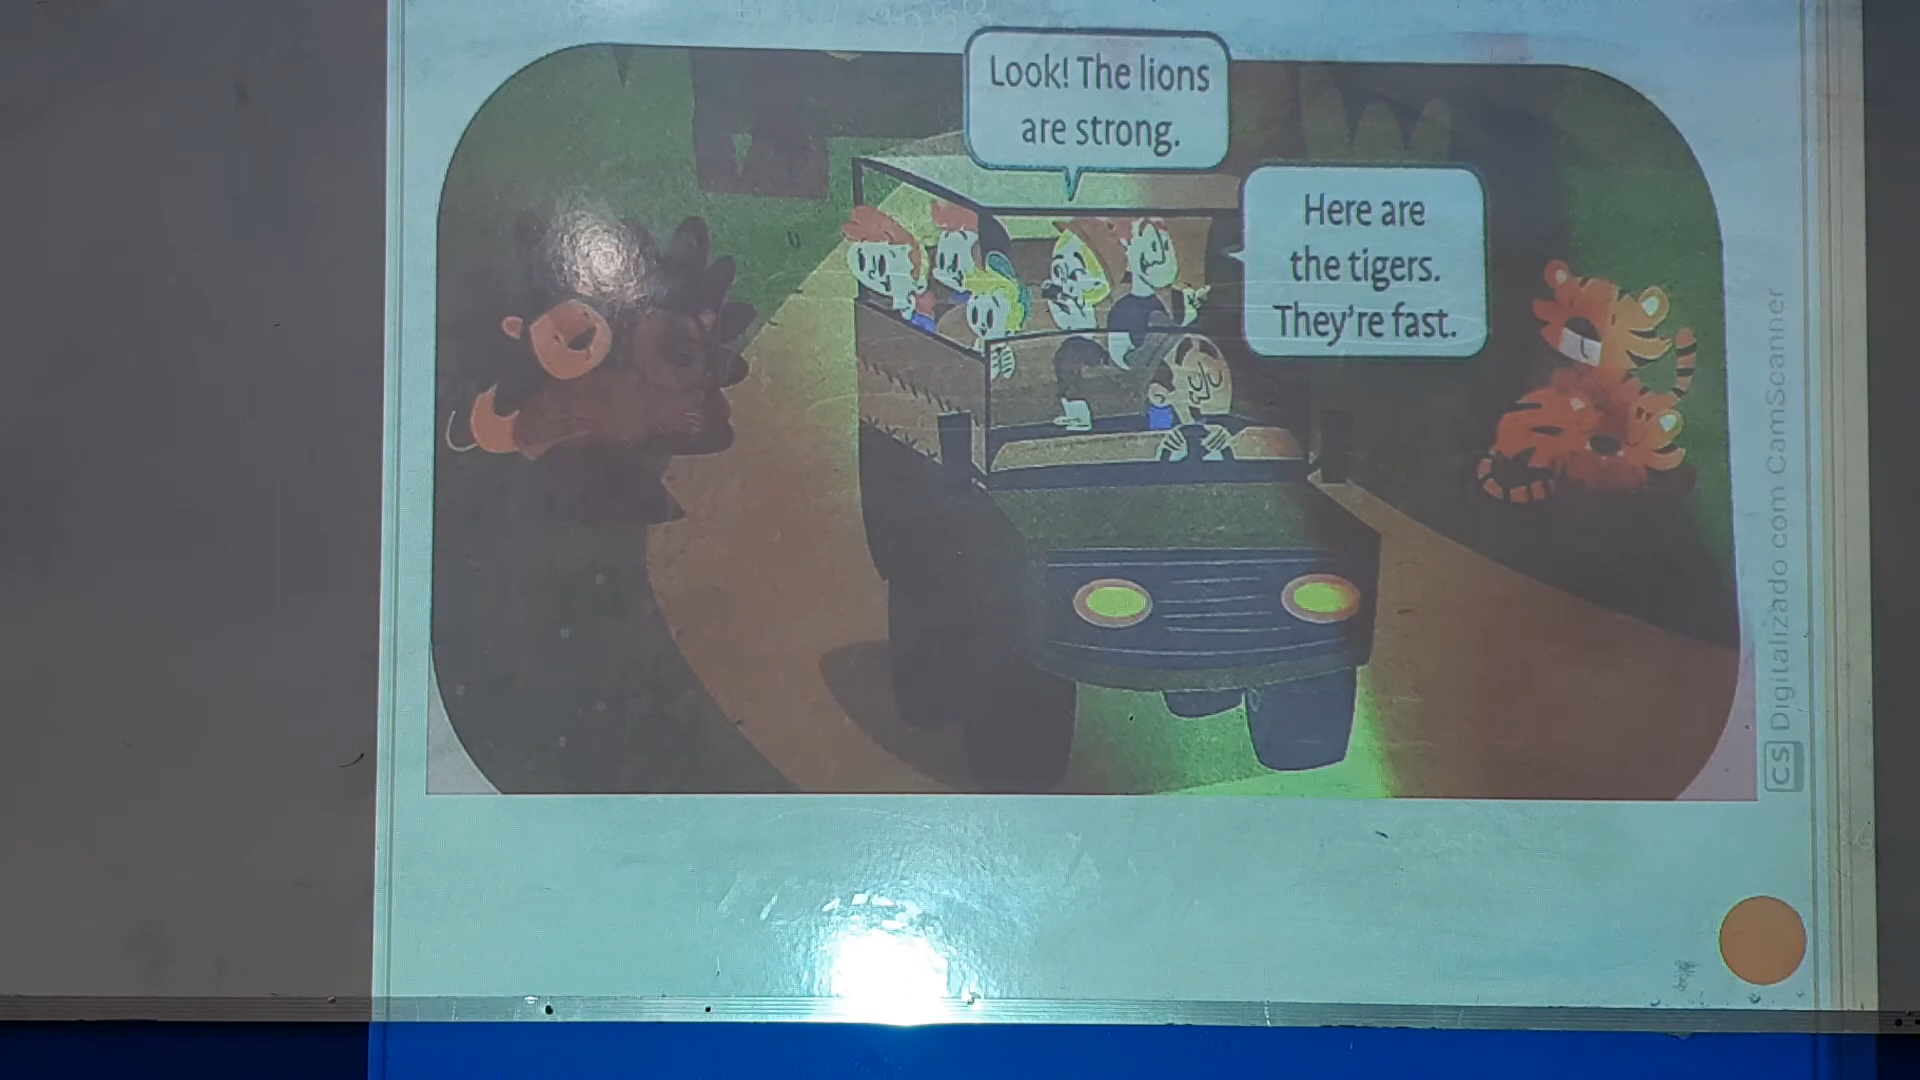 Look! The lions
are strong.
Here are
the tigers.
They're fast.
CS Digitalizado com CamScanner